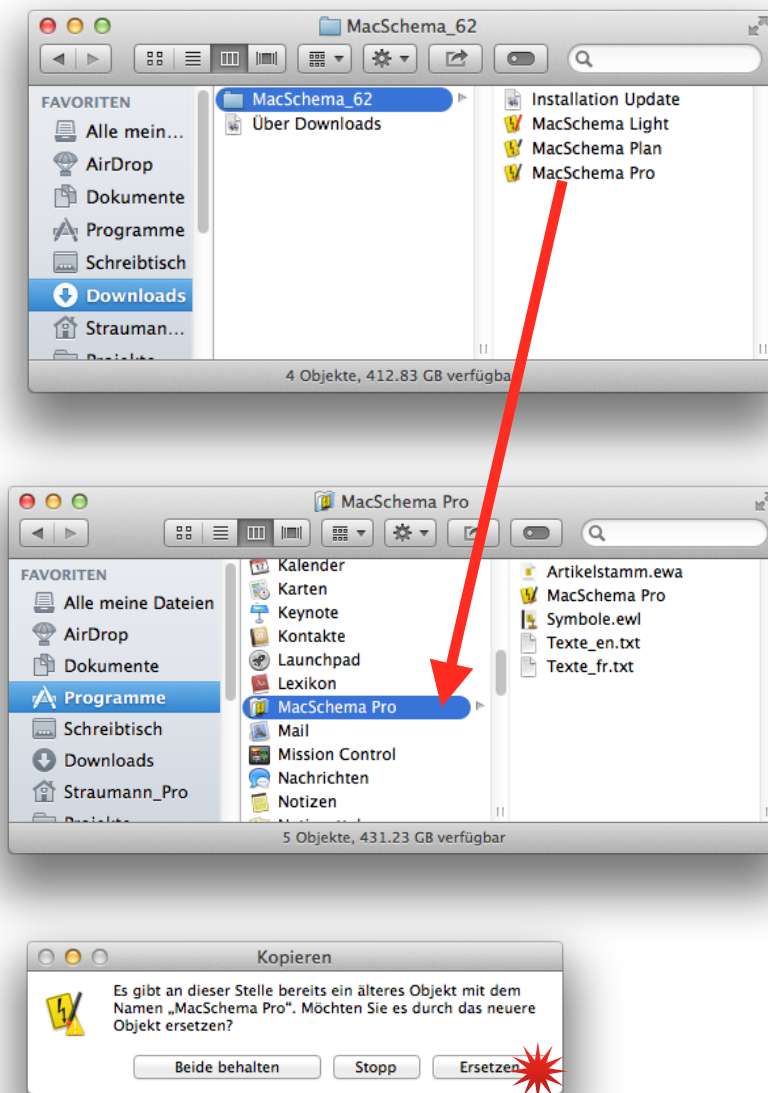 MacSchema_62
FAVORITEN
Alle mein...
AirDrop
Dokumente
Programme
Schreibtisch
Downloads
Strauman...
MacSchema_62
Über Downloads
Installation Update
MacSchema Light
MacSchema Plan
MacSchema Pro
4 Objekte, 412.83 GB verfügba
MacSchema Pro
FAVORITEN
Alle meine Dateien
AirDrop
Dokumente
Programme
Schreibtisch
Downloads
Straumann_Pro
Kalender
Karten
Keynote
Kontakte
Launchpad
Lexikon
MacSchema Pro
Mail
Mission Control
Nachrichten
Notizen
Artikelstamm.ewa
MacSchema Pro
Symbole.ewl
Texte_en.txt
Texte_fr.txt
5 Objekte, 431.23 GB verfügbar
Kopieren
Es gibt an dieser Stelle bereits ein älteres Objekt mit dem
Namen „MacSchema Pro“. Möchten Sie es durch das neuere
Objekt ersetzen?
Beide behalten
Stopp
Ersetzen